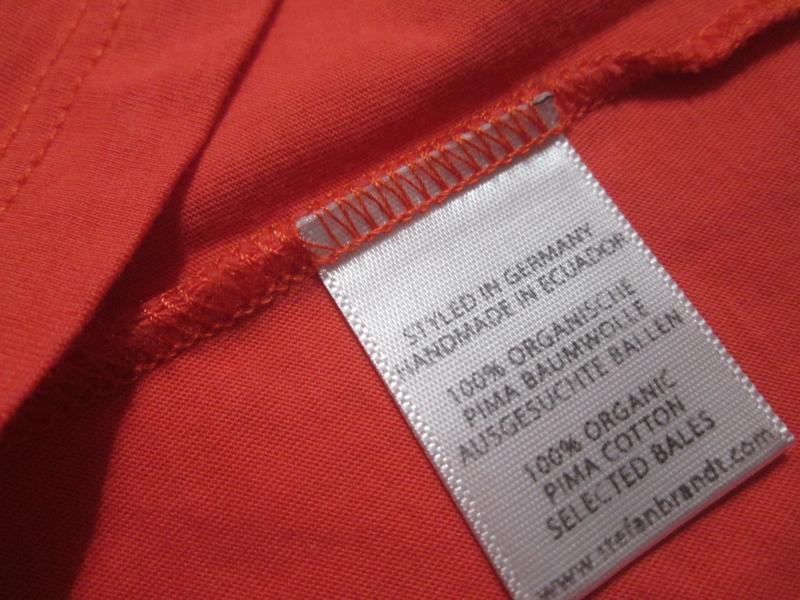 STYLED IN GERMANY
HANDMADE IN ECUADOR
100% ORGANISCHE
PIMA BAUMWOLLE
AUSGESUCHTE BALLEN
100% ORGANIC
PIMA COTTON
SELECTED BALES
www.stefanbrandt.com